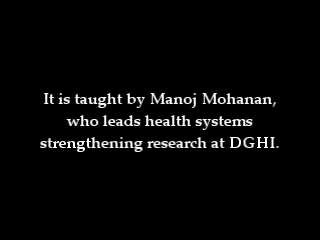 It is taught by Manoj Mohanan,
who leads health systems
strengthening research at DGHI.